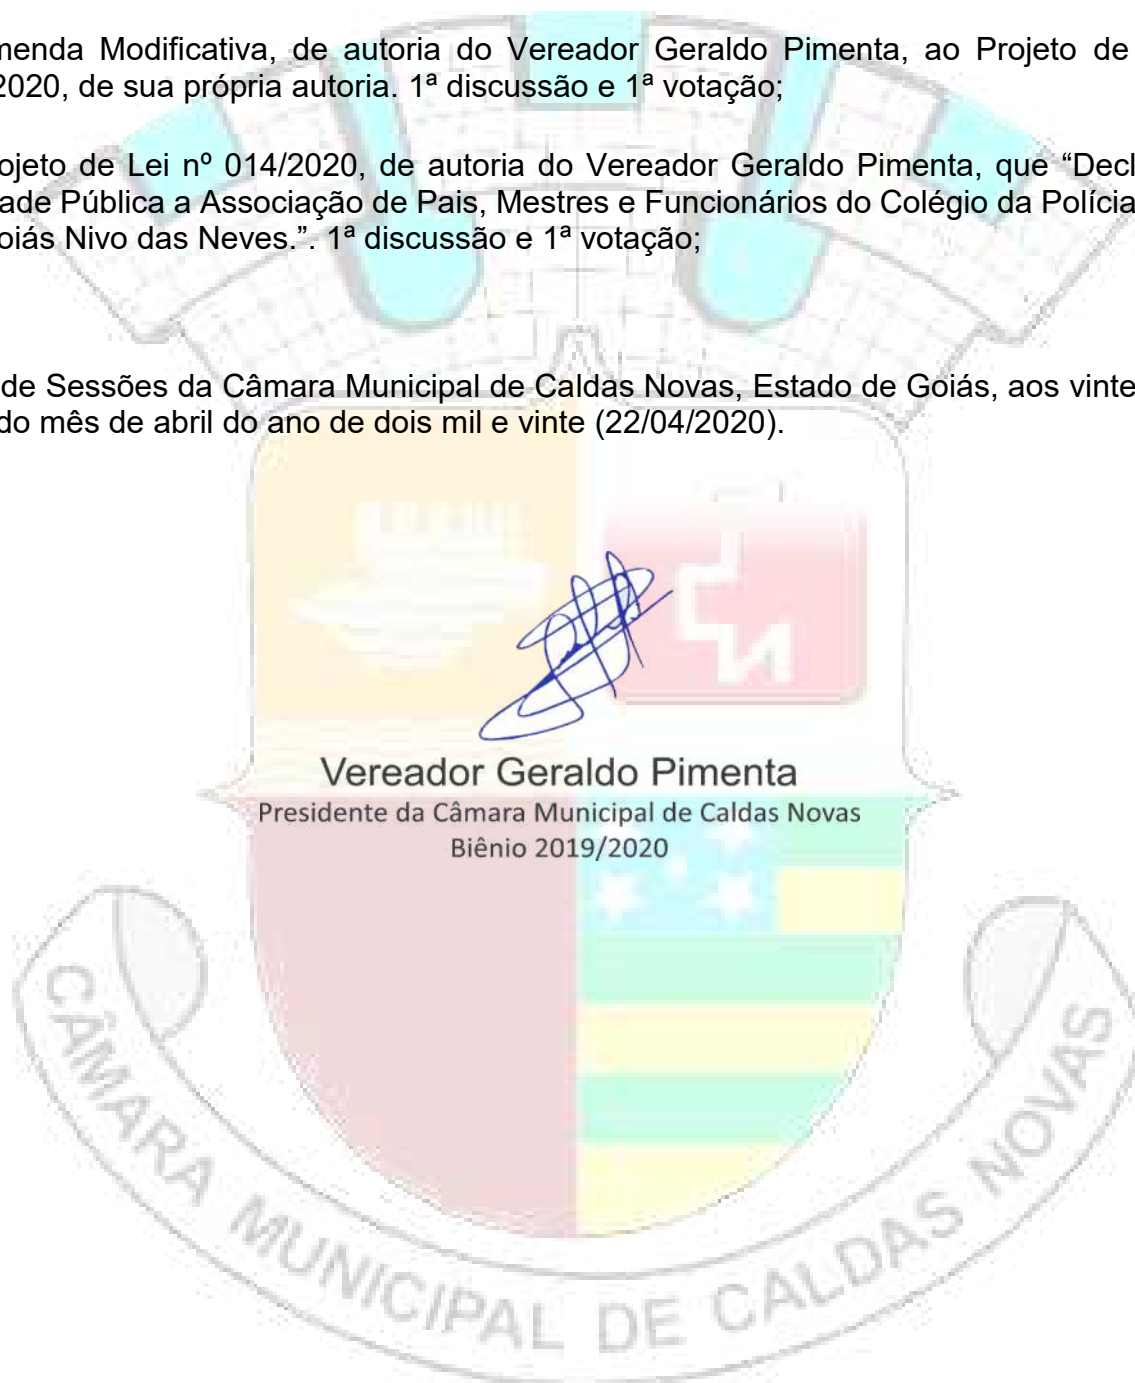 menda Modificativa, de autoria do Vereador Geraldo Pimenta, ao Projeto de
2020, de sua própria autoria. 1ª discussão e 1ª votação;
ojeto de Lei nº 014/2020, de autoria do Vereador Geraldo Pimenta, que “Decl
ade Pública a Associação de Pais, Mestres e Funcionários do Colégio da Polícia
oiás Nivo das Neves.”. 1ª discussão e 1ª votação;
de Sessões da Câmara Municipal de Caldas Novas, Estado de Goiás, aos vinte
do mês de abril do ano de dois mil e vinte (22/04/2020).
Vereador Geraldo Pimenta
Presidente da Câmara Municipal de Caldas Novas
Biênio 2019/2020
CÂMARA MUNICIPAL DE CALDAS NOVAS